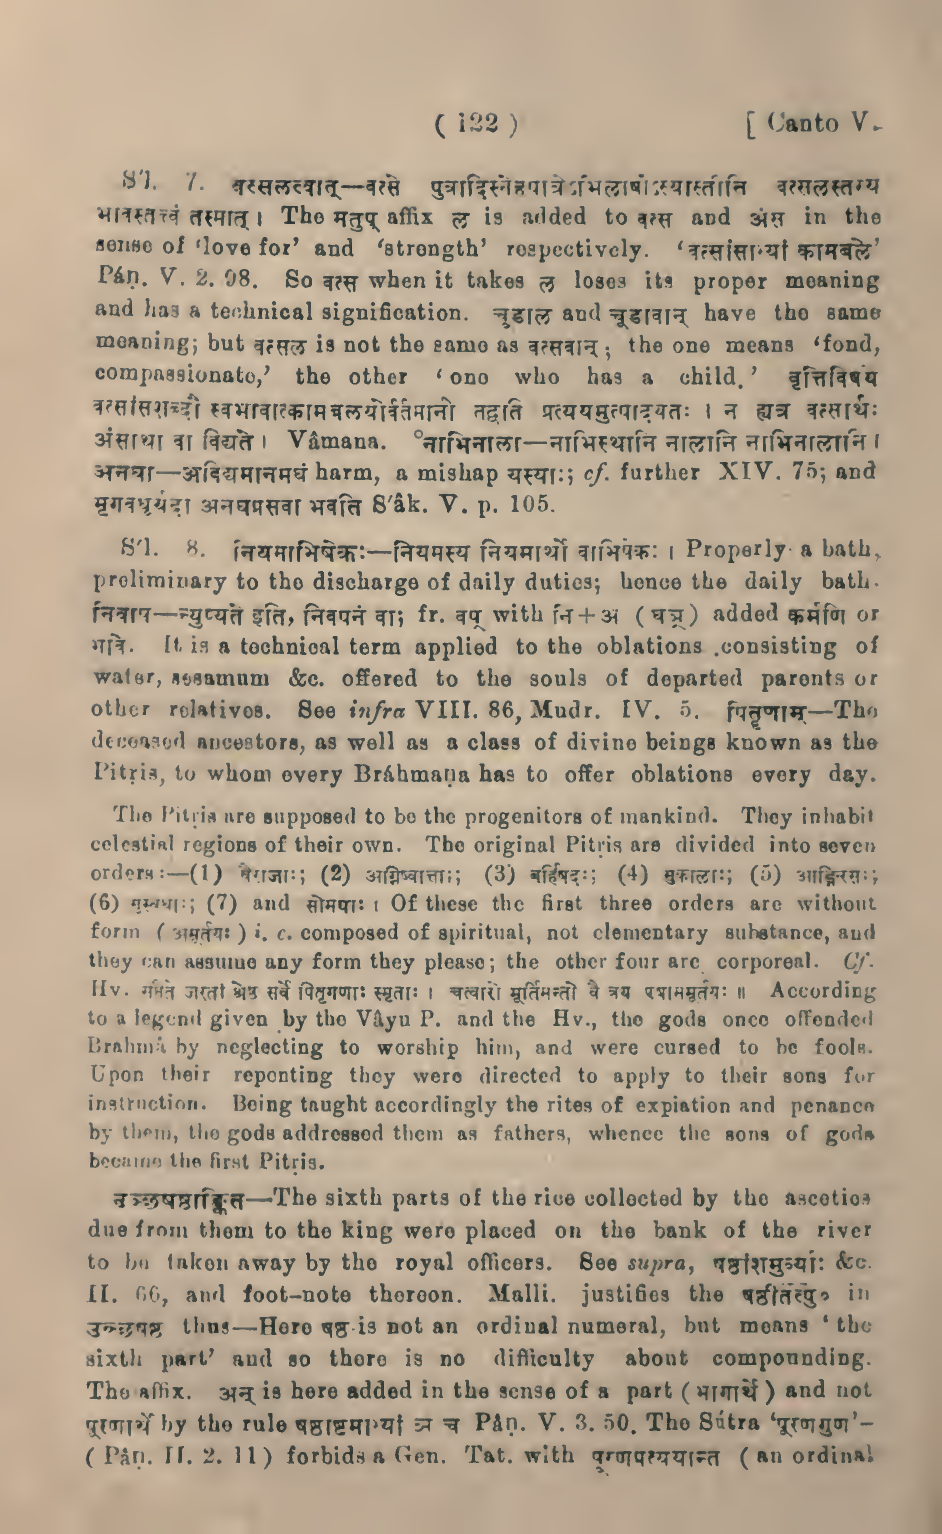 ( 122 ) [ Canto V.
S'l. 7. वत्सलत्वात्—वत्से पुत्रादिस्नेहपात्रेऽभिलाषोऽस्यास्तीति वत्सलस्तस्य
भावस्तत्त्वं तस्मात् । The मतुप् affix ल is added to वत्स and अंस in the
sense of 'love for' and 'strength' respectively. 'वत्सांसाभ्यां कामबले'
Pán. V. 2. 98. So वत्स when it takes ल loses its proper meaning
and has a technical signification. चूडाल and चूडावान् have the same
meaning; but वत्सल is not the same as वत्सवान्; the one means 'fond,
compassionate,' the other 'one who has a child.' वृत्तिविषय
वत्सांसशब्दौ स्वभावात्कामबलयोर्वर्तमानो तद्वति प्रत्ययमुत्पादयतः । न ह्यत्र वत्सार्थः
अंसाथा वा विद्यते । Vâmana. °नाभिनाला—नाभिस्थानि नालानि नाभिनालानि ।
अनघा—अविद्यमानमघं harm, a mishap यस्याः; cf. further XIV. 75; and
मृगवधूर्यदा अनघप्रसवा भवति S'âk. V. p. 105.
S'l. 8. नियमाभिषेकः—नियमस्य नियमार्थो वाभिषेकः । Properly a bath,
preliminary to the discharge of daily duties; hence the daily bath.
निवाप—न्युप्यते इति, निवपनं वा; fr. वप् with नि+अ ( घञ् ) added कर्मणि or
भावे. It is a technical term applied to the oblations consisting of
water, sesamum &c. offered to the souls of departed parents or
other relatives. See infra VIII. 86, Mudr. IV. 5. पितॄणाम्—The
deceased ancestors, as well as a class of divine beings known as the
Pitṛis, to whom every Bráhmaṇa has to offer oblations every day.
The Pitṛis are supposed to be the progenitors of mankind. They inhabit
celestial regions of their own. The original Pitṛis are divided into seven
orders:—(1) वैराजाः; (2) अग्निष्वात्ताः; (3) बर्हिषदः; (4) सुकालाः; (5) आङ्गिरसाः;
(6) सुस्वधाः; (7) and सोमपाः । Of these the first three orders are without
form ( अमूर्तयः ) i. e. composed of spiritual, not elementary substance, and
they can assume any form they please; the other four are corporeal. Cf.
Hv. जरतां श्रेष्ठ सर्वे पितृगणाः स्मृताः । चत्वारो मूर्तिमन्तो वै त्रय ॥ According
to a legend given by the Vâyu P. and the Hv., the gods once offended
Brahmâ by neglecting to worship him, and were cursed to be fools.
Upon their repenting they were directed to apply to their sons for
instruction. Being taught accordingly the rites of expiation and penance
by them, the gods addressed them as fathers, whence the sons of gods
became the first Pitṛis.
The sixth parts of the rice collected by the ascetics
due from them to the king were placed on the bank of the river
to be taken away by the royal officers. See supra, षष्ठांशमुर्व्याः &c.
II. 66, and foot-note thereon. Malli. justifies the षष्ठीतत्पु० in
उञ्छषष्ठ thus—Here षष्ठ is not an ordinal numeral, but means 'the
sixth part' and so there is no difficulty about compounding.
The affix. अन् is here added in the sense of a part ( भागार्थे ) and not
पूरणार्थे by the rule षष्ठाष्टमाभ्यां ञ च Pâṇ. V. 3. 50. The Sútra 'पूरणगुण'-
( Pâṇ. II. 2. 11 ) forbids a Gen. Tat. with पूरणप्रत्ययान्त ( an ordinal